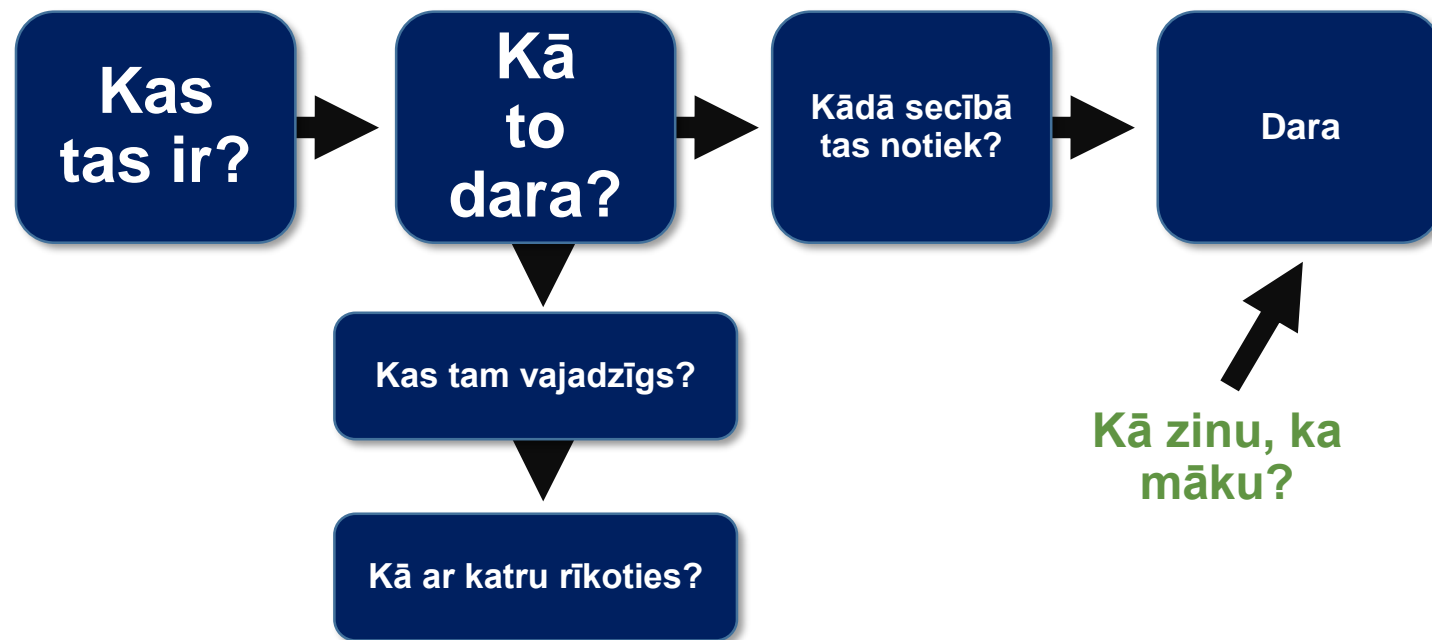 Kas
tas ir?
Kā
to
dara?
Kādā secībā
tas notiek?
Dara
Kas tam vajadzīgs?
Kā ar katru rīkoties?
Kā zinu, ka
māku?